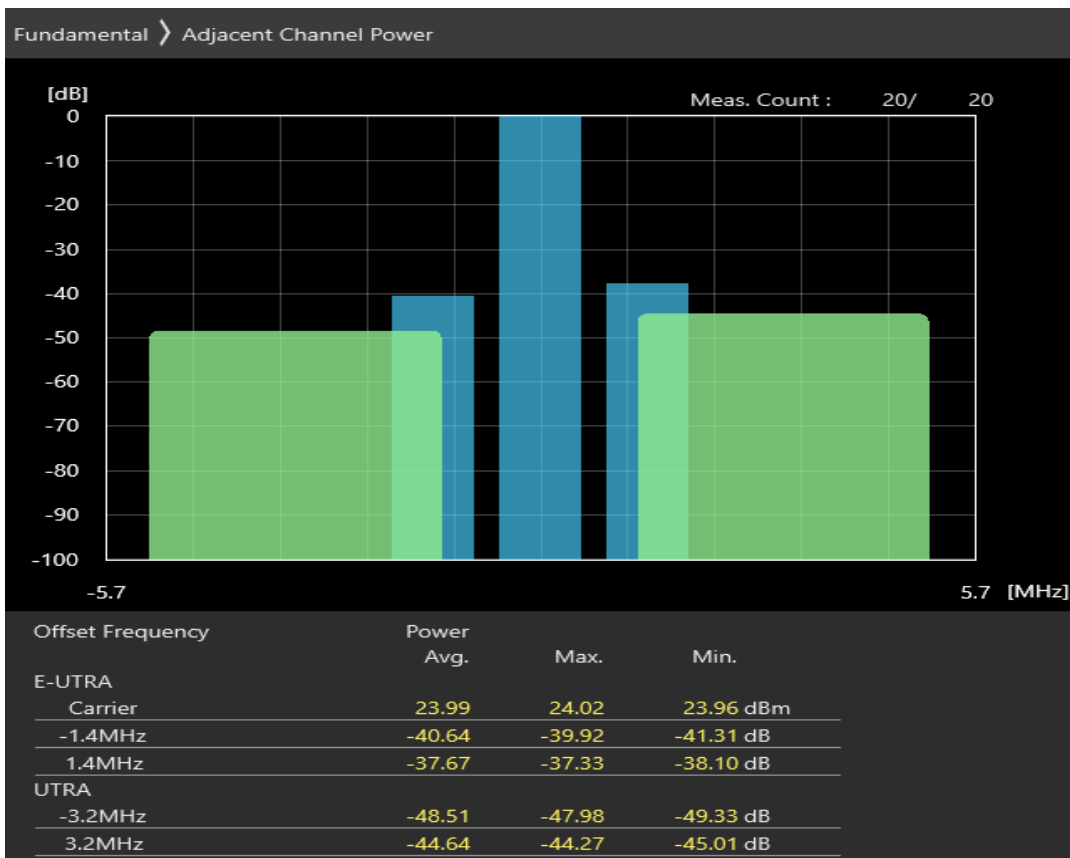 Fundamental 〉 Adjacent Channel Power
[dB]
Meas. Count : 20/ 20
0
-10
-20
-30
-40
-50
-60
-70
-80
-90
-100
-5.7 5.7 [MHz]
Offset Frequency Power
Avg. Max. Min.
E-UTRA
Carrier 23.99 24.02 23.96 dBm
-1.4MHz -40.64 -39.92 -41.31 dB
1.4MHz -37.67 -37.33 -38.10 dB
UTRA
-3.2MHz -48.51 -47.98 -49.33 dB
3.2MHz -44.64 -44.27 -45.01 dB